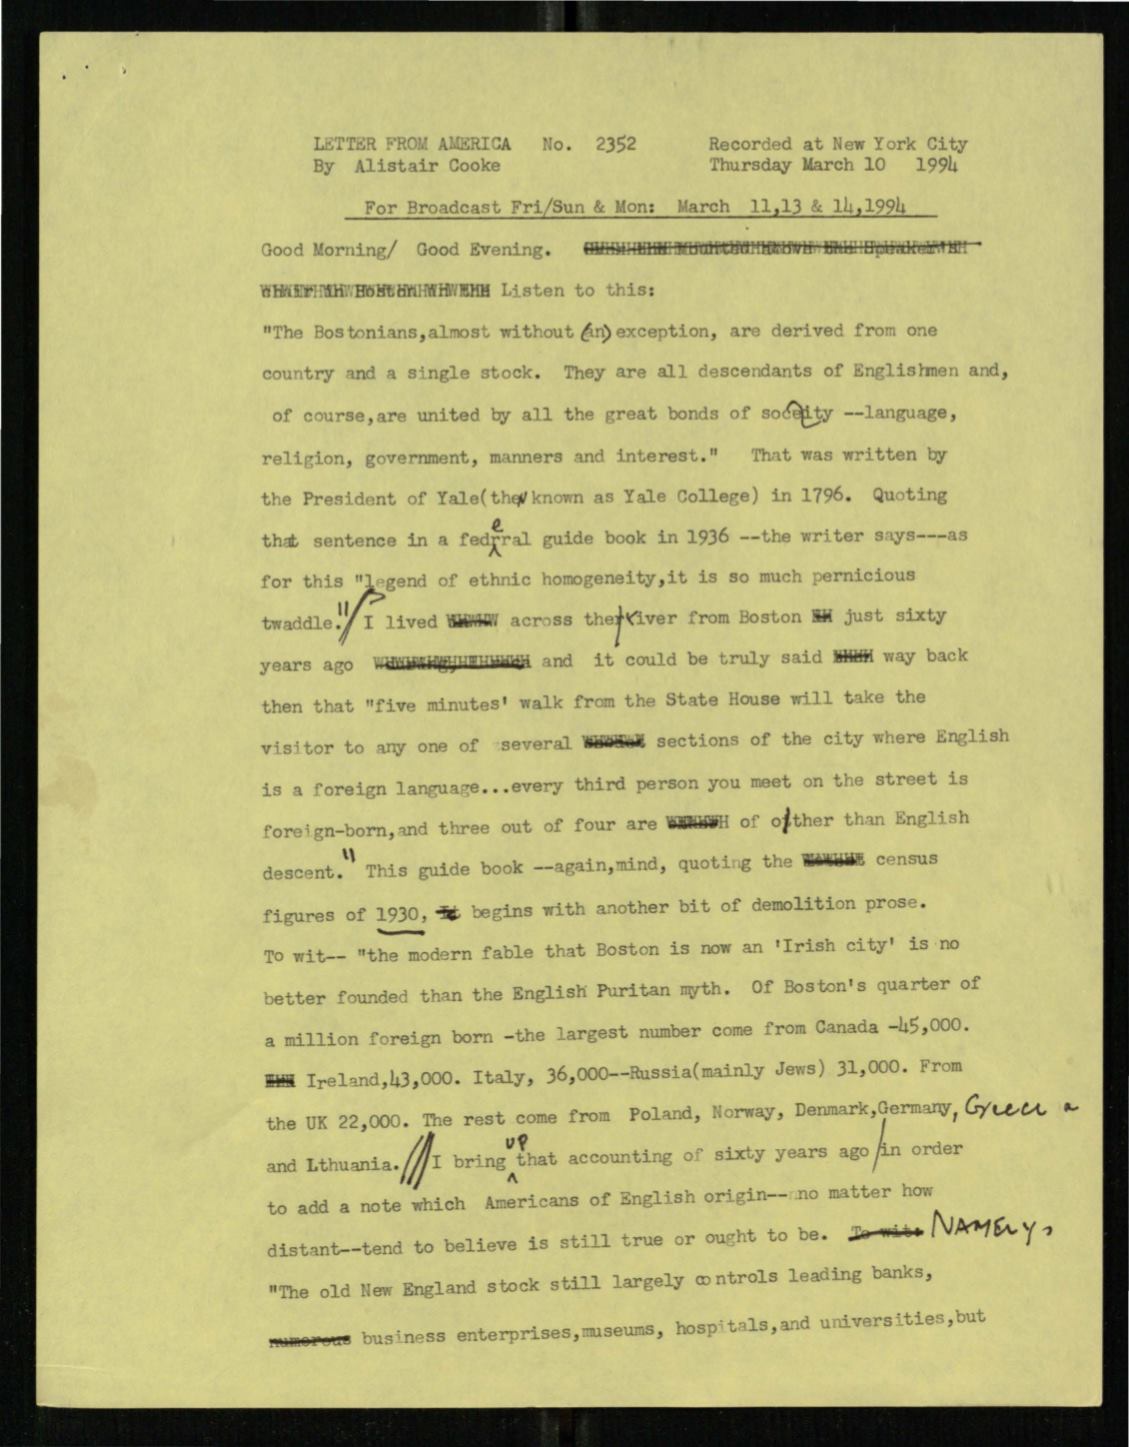 LETTER FROM AMERICA No. 2352 Recorded at New York City
By Alistair Cooke Thursday March 10 1994
For Broadcast Fri/Sun & Mon: March 11,13 & 14,1994
Good Morning/ Good Evening.
Listen to this:
"The Bostonians,almost without (an) exception, are derived from one
country and a single stock. They are all descendants of Englishmen and,
of course,are united by all the great bonds of soceity --language,
religion, government, manners and interest." That was written by
the President of Yale(then known as Yale College) in 1796. Quoting
that sentence in a federral guide book in 1936 --the writer says---as
for this "legend of ethnic homogeneity,it is so much pernicious
twaddle."// I lived across the river from Boston just sixty
years ago and it could be truly said way back
then that "five minutes' walk from the State House will take the
visitor to any one of several sections of the city where English
is a foreign language...every third person you meet on the street is
foreign-born,and three out of four are of other than English
descent." This guide book --again,mind, quoting the census
figures of 1930, it begins with another bit of demolition prose.
To wit-- "the modern fable that Boston is now an 'Irish city' is no
better founded than the English Puritan myth. Of Boston's quarter of
a million foreign born -the largest number come from Canada -45,000.
Ireland,43,000. Italy, 36,000--Russia(mainly Jews) 31,000. From
the UK 22,000. The rest come from Poland, Norway, Denmark,Germany, Greece
and Lthuania./// I bring up that accounting of sixty years ago/in order
to add a note which Americans of English origin-- no matter how
distant--tend to believe is still true or ought to be. To wit: NAMELY,
"The old New England stock still largely controls leading banks,
numerous business enterprises,museums, hospitals,and universities,but